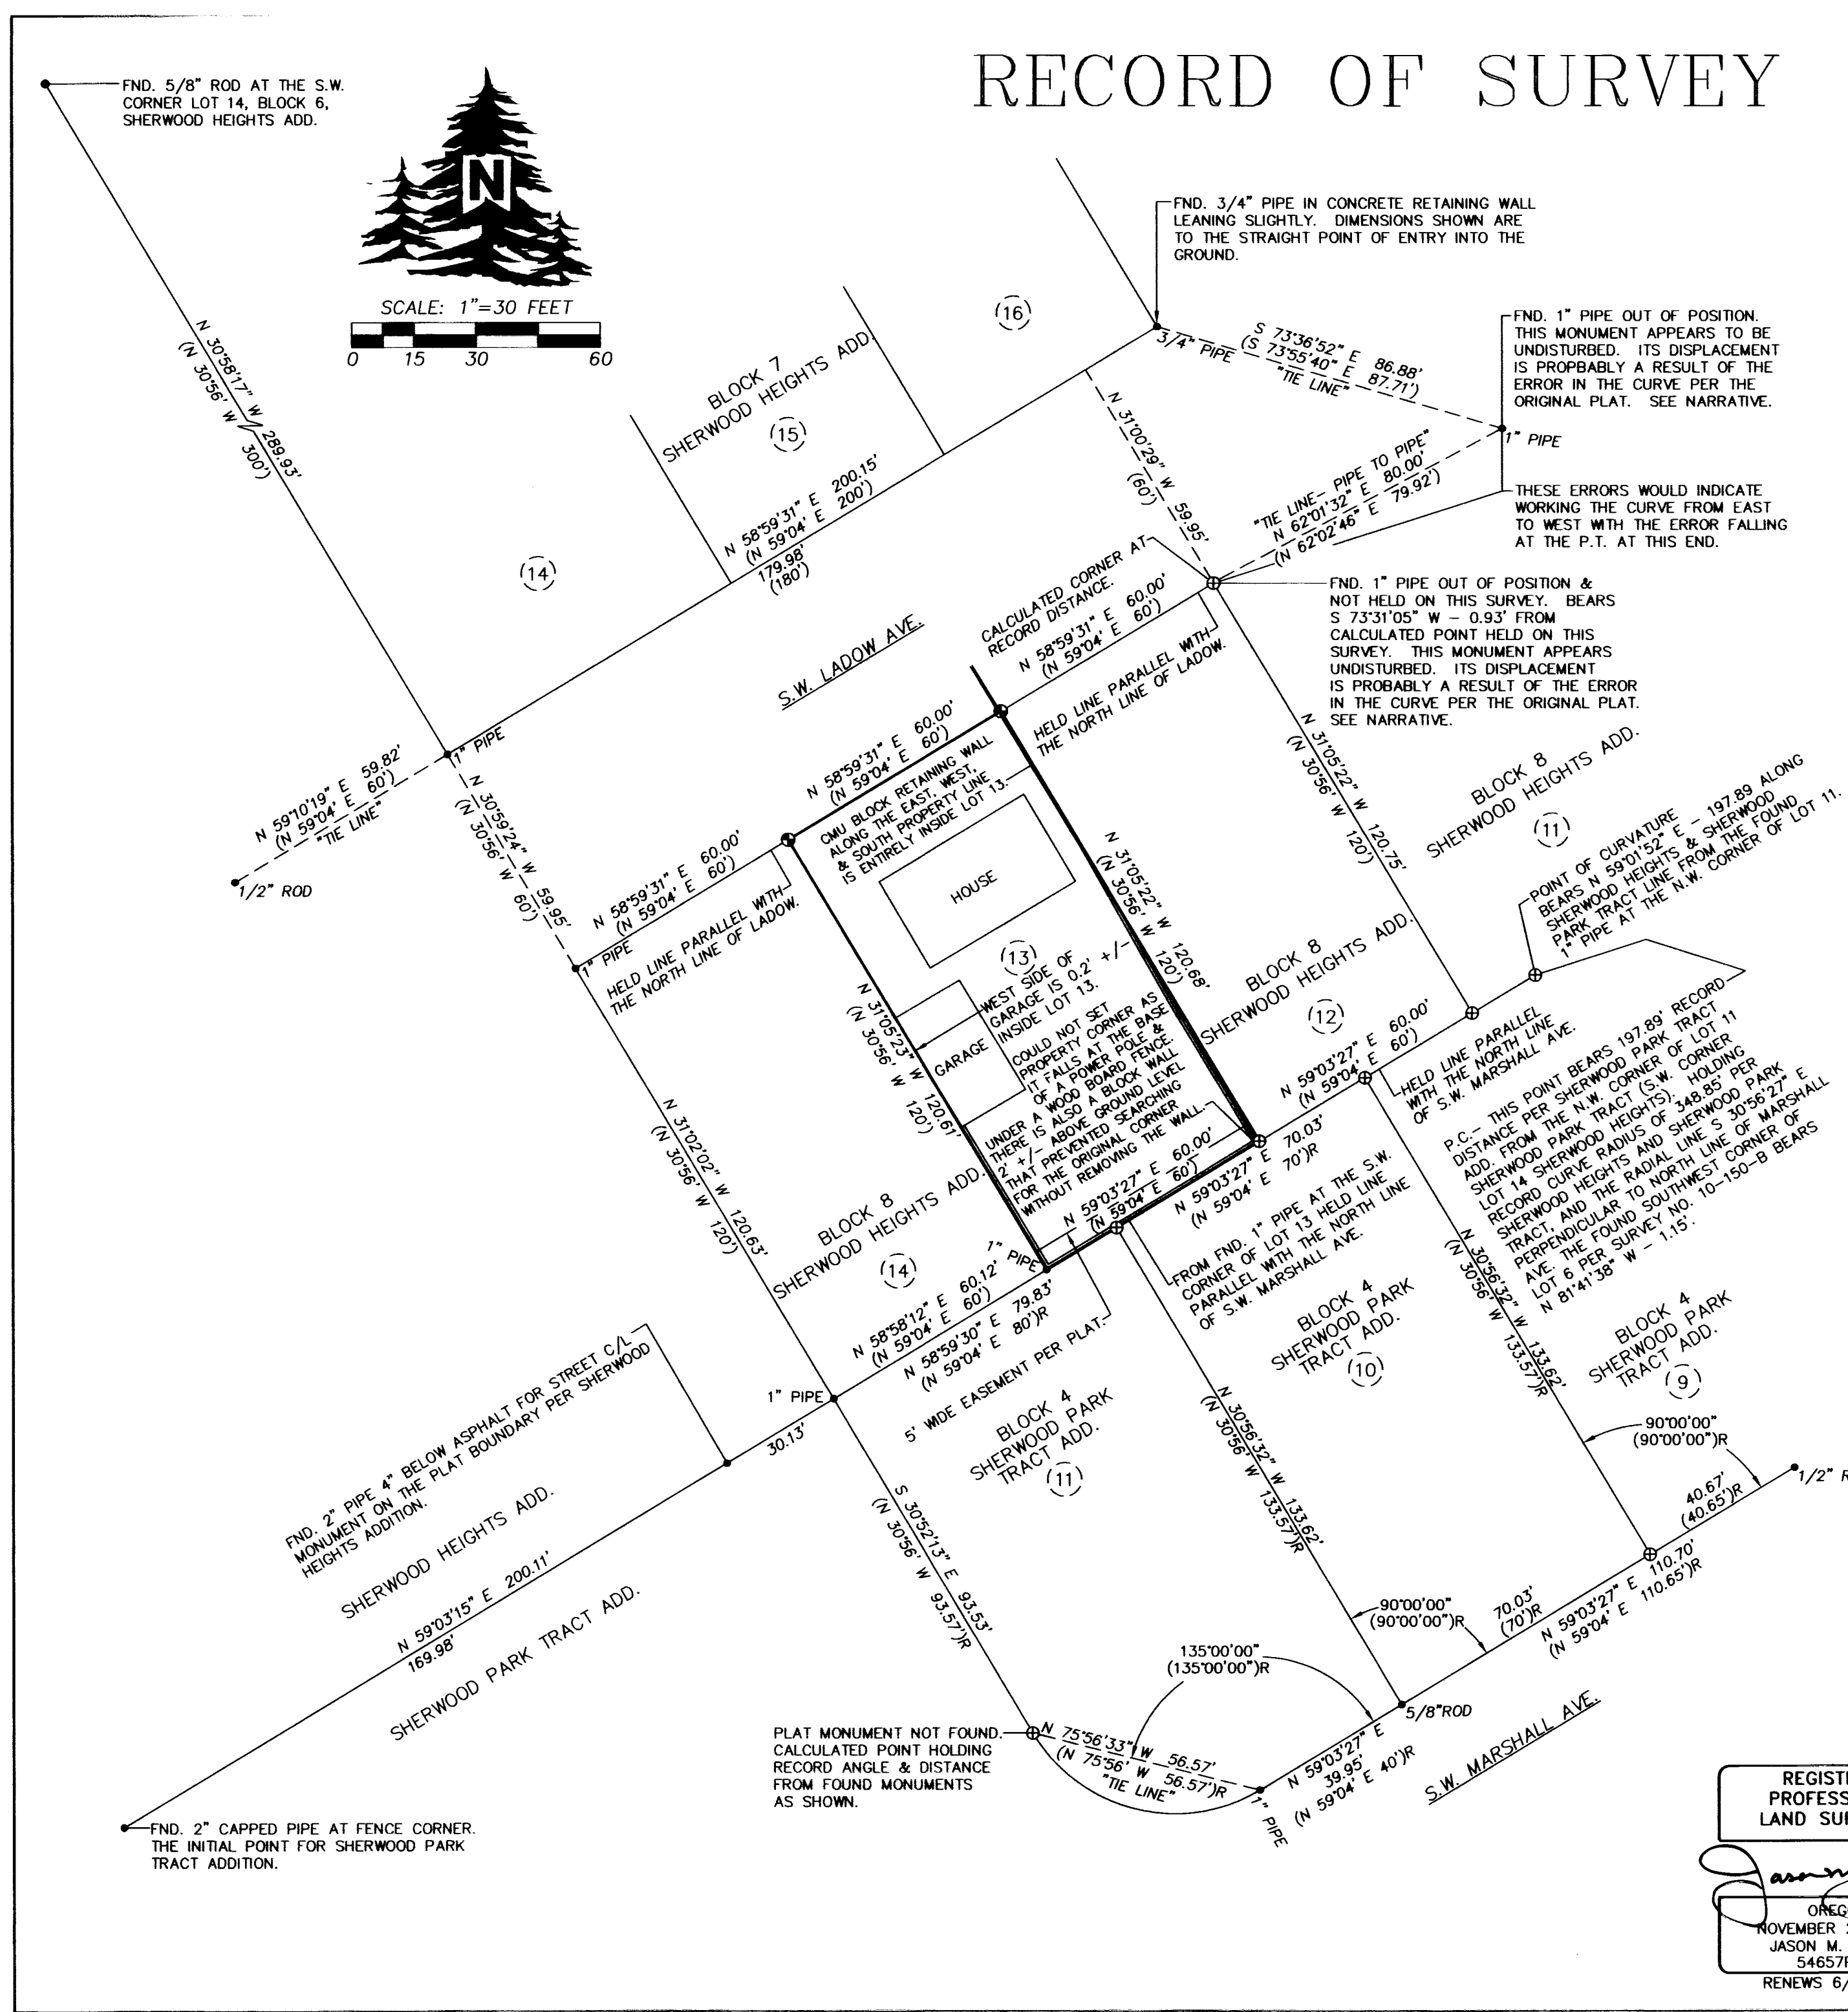 RECORD OF SURVEY
FND. 5/8" ROD AT THE S.W.
CORNER LOT 14, BLOCK 6,
SHERWOOD HEIGHTS ADD.
N
SCALE: 1"=30 FEET
0 15 30 60
FND. 3/4" PIPE IN CONCRETE RETAINING WALL
LEANING SLIGHTLY. DIMENSIONS SHOWN ARE
TO THE STRAIGHT POINT OF ENTRY INTO THE
GROUND.
FND. 1" PIPE OUT OF POSITION.
THIS MONUMENT APPEARS TO BE
UNDISTURBED. ITS DISPLACEMENT
IS PROPBABLY A RESULT OF THE
ERROR IN THE CURVE PER THE
ORIGINAL PLAT. SEE NARRATIVE.
N 30°58'17" W 289.93'
(N 30°56' W 300')
BLOCK 7
SHERWOOD HEIGHTS ADD.
(16)
(15)
(14)
3/4" PIPE
S 73°36'52" E 86.88'
(S 73°55'40" E 87.71')
"TIE LINE"
1" PIPE
N 31°00'29" W 59.95'
(60')
"TIE LINE- PIPE TO PIPE"
N 62°01'32" E 80.00'
(N 62°02'46" E 79.92')
THESE ERRORS WOULD INDICATE
WORKING THE CURVE FROM EAST
TO WEST WITH THE ERROR FALLING
AT THE P.T. AT THIS END.
N 58°59'31" E 200.15'
(N 59°04' E 200')
179.98'
(180')
CALCULATED CORNER AT
RECORD DISTANCE.
N 58°59'31" E 60.00'
(N 59°04' E 60')
FND. 1" PIPE OUT OF POSITION &
NOT HELD ON THIS SURVEY. BEARS
S 73°31'05" W - 0.93' FROM
CALCULATED POINT HELD ON THIS
SURVEY. THIS MONUMENT APPEARS
UNDISTURBED. ITS DISPLACEMENT
IS PROBABLY A RESULT OF THE ERROR
IN THE CURVE PER THE ORIGINAL PLAT.
SEE NARRATIVE.
S.W. LADOW AVE.
HELD LINE PARALLEL WITH
THE NORTH LINE OF LADOW.
1" PIPE
N 59°10'19" E 59.82'
(N 59°04' E 60')
"TIE LINE"
1/2" ROD
N 30°59'24" W 59.95'
(N 30°56' W 60')
N 58°59'31" E 60.00'
(N 59°04' E 60')
CMU BLOCK RETAINING WALL
ALONG THE EAST, WEST,
& SOUTH PROPERTY LINE
IS ENTIRELY INSIDE LOT 13.
HOUSE
N 58°59'31" E 60.00'
(N 59°04' E 60')
1" PIPE
HELD LINE PARALLEL WITH
THE NORTH LINE OF LADOW.
N 31°05'22" W 120.75'
(N 30°56' W 120')
BLOCK 8
SHERWOOD HEIGHTS ADD.
(11)
POINT OF CURVATURE
BEARS N 59°01'52" E - 197.89 ALONG
SHERWOOD HEIGHTS & SHERWOOD
PARK TRACT LINE FROM THE FOUND
1" PIPE AT THE N.W. CORNER OF LOT 11.
N 31°05'22" W 120.68'
(N 30°56' W 120')
(13)
WEST SIDE OF
GARAGE IS 0.2' +/-
INSIDE LOT 13.
GARAGE
N 31°05'23" W 120.61'
(N 30°56' W 120')
COULD NOT SET
PROPERTY CORNER AS
IT FALLS AT THE BASE
OF A POWER POLE &
UNDER A WOOD BOARD FENCE.
THERE IS ALSO A BLOCK WALL
2' +/- ABOVE GROUND LEVEL
THAT PREVENTED SEARCHING
FOR THE ORIGINAL CORNER
WITHOUT REMOVING THE WALL.
BLOCK 8
SHERWOOD HEIGHTS ADD.
(12)
N 59°03'27" E 60.00'
(N 59°04' E 60')
HELD LINE PARALLEL
WITH THE NORTH LINE
OF S.W. MARSHALL AVE.
P.C.- THIS POINT BEARS 197.89' RECORD
DISTANCE PER SHERWOOD PARK TRACT
ADD. FROM THE N.W. CORNER OF LOT 11
SHERWOOD PARK TRACT (S.W. CORNER
LOT 14 SHERWOOD HEIGHTS). HOLDING
RECORD CURVE RADIUS OF 348.85' PER
SHERWOOD HEIGHTS AND SHERWOOD PARK
TRACT, AND THE RADIAL LINE S 30°56'27" E
PERPENDICULAR TO NORTH LINE OF MARSHALL
AVE. THE FOUND SOUTHWEST CORNER OF
LOT 6 PER SURVEY NO. 10-150-B BEARS
N 81°41'38" W - 1.15'.
N 31°02'02" W 120.63'
(N 30°56' W 120')
BLOCK 8
SHERWOOD HEIGHTS ADD.
(14)
1" PIPE
N 59°03'27" E 60.00'
(N 59°04' E 60')
N 59°03'27" E 70.03'
(N 59°04' E 70')R
FROM FND. 1" PIPE AT THE S.W.
CORNER OF LOT 13 HELD LINE
PARALLEL WITH THE NORTH LINE
OF S.W. MARSHALL AVE.
N 58°58'12" E 60.12'
(N 59°04' E 60')
N 58°59'30" E 79.83'
(N 59°04' E 80')R
5' WIDE EASEMENT PER PLAT.
BLOCK 4
SHERWOOD PARK
TRACT ADD.
(10)
N 30°56'32" W 133.62'
(N 30°56' W 133.57')R
BLOCK 4
SHERWOOD PARK
TRACT ADD.
(9)
1" PIPE
30.13'
FND. 2" PIPE 4" BELOW ASPHALT FOR STREET C/L
MONUMENT ON THE PLAT BOUNDARY PER SHERWOOD
HEIGHTS ADDITION.
BLOCK 4
SHERWOOD PARK
TRACT ADD.
(11)
N 30°56'32" W 133.62'
(N 30°56' W 133.57')R
90°00'00"
(90°00'00")R
40.67'
(40.65')R
1/2" R
SHERWOOD HEIGHTS ADD.
N 59°03'15" E 200.11'
169.98'
SHERWOOD PARK TRACT ADD.
S 30°52'13" E 93.53'
(N 30°56' W 93.57')R
135°00'00"
(135°00'00")R
90°00'00"
(90°00'00")R
70.03'
(70')R
N 59°03'27" E 110.70'
(N 59°04' E 110.65')R
PLAT MONUMENT NOT FOUND.
CALCULATED POINT HOLDING
RECORD ANGLE & DISTANCE
FROM FOUND MONUMENTS
AS SHOWN.
N 75°56'33" W 56.57'
(N 75°56' W 56.57')R
"TIE LINE"
1" PIPE
N 59°03'27" E
39.95'
(N 59°04' E 40')R
5/8"ROD
S.W. MARSHALL AVE.
FND. 2" CAPPED PIPE AT FENCE CORNER.
THE INITIAL POINT FOR SHERWOOD PARK
TRACT ADDITION.
REGIST
PROFESS
LAND SU
Jason
OREG
NOVEMBER
JASON M.
54657
RENEWS 6/